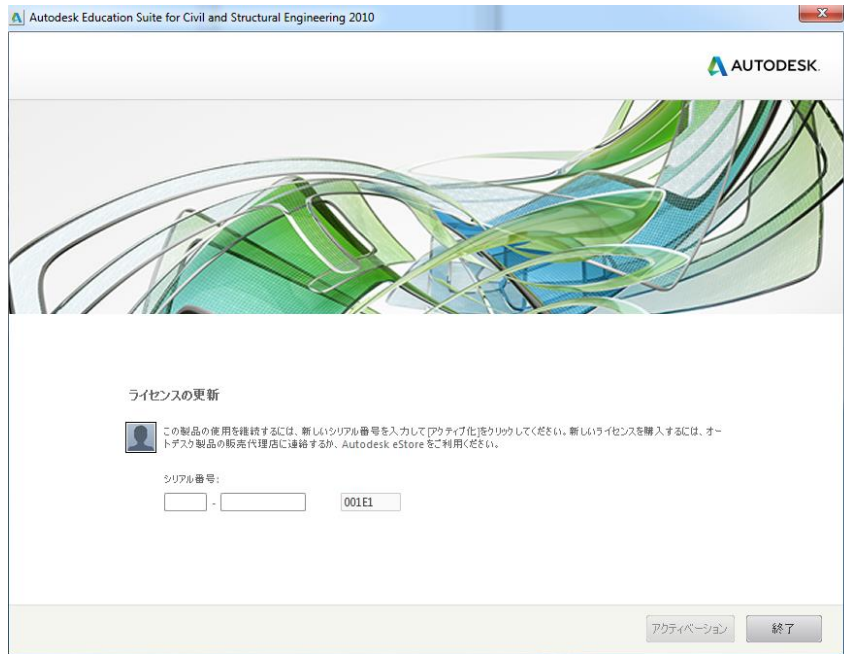 Autodesk Education Suite for Civil and Structural Engineering 2010
AUTODESK.
ライセンスの更新
この製品の使用を継続するには、新しいシリアル番号を入力して[アクティブ化]をクリックしてください。新しいライセンスを購入するには、オー
トデスク製品の販売代理店に連絡するか、Autodesk eStore をご利用ください。
シリアル番号:
-
001E1
アクティベーション
終了